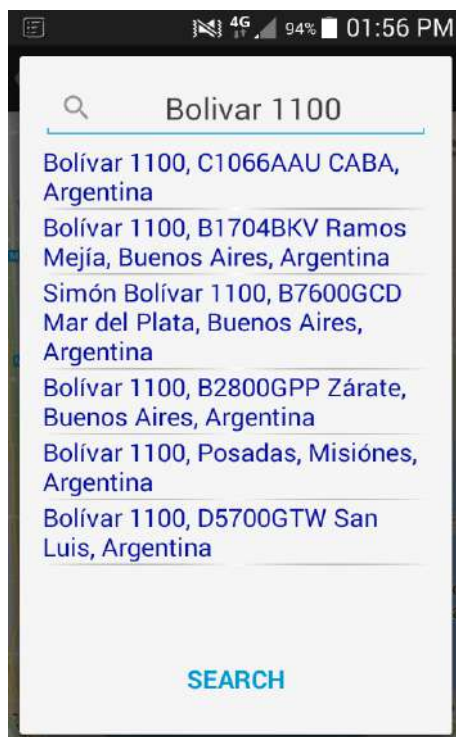 4G 94% 01:56 PM
Bolivar 1100
Bolívar 1100, C1066AAU CABA,
Argentina
Bolívar 1100, B1704BKV Ramos
Mejía, Buenos Aires, Argentina
Simón Bolívar 1100, B7600GCD
Mar del Plata, Buenos Aires,
Argentina
Bolívar 1100, B2800GPP Zárate,
Buenos Aires, Argentina
Bolívar 1100, Posadas, Misiónes,
Argentina
Bolívar 1100, D5700GTW San
Luis, Argentina
SEARCH